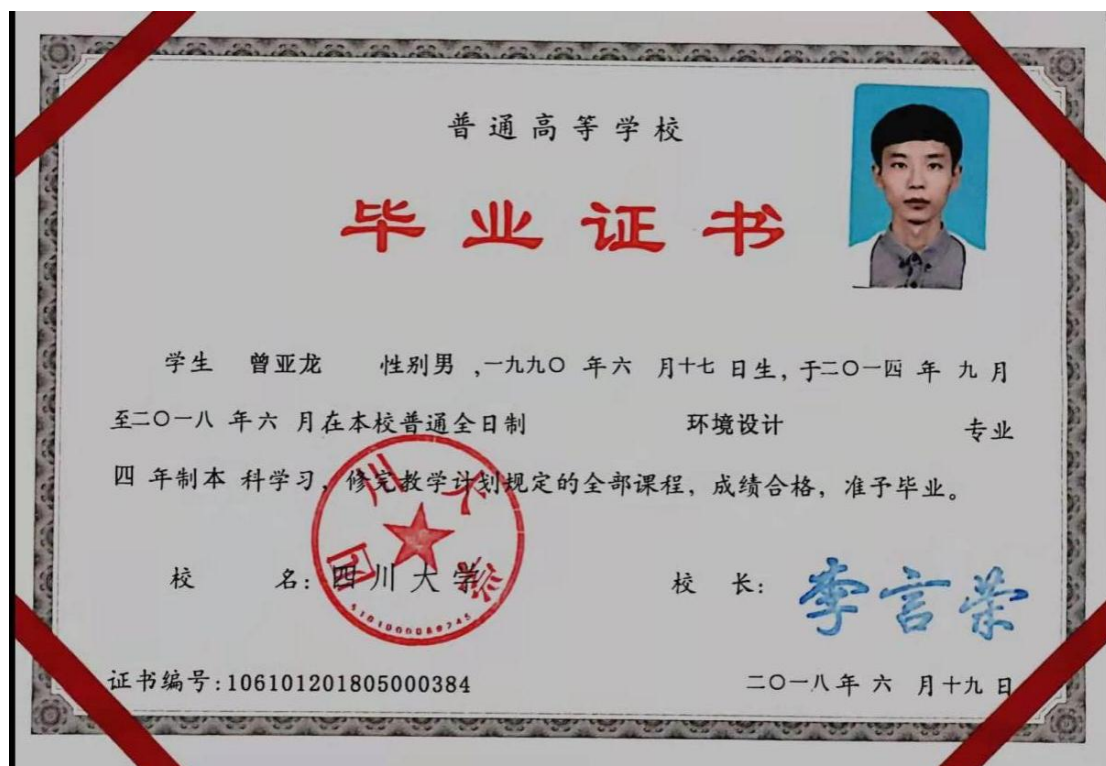 普通高等学校
毕业证书
学生 曾亚龙 性别男 ,一九九〇 年六 月十七 日生, 于二〇一四 年 九 月
至二〇一八 年六 月在本校普通全日制 环境设计 专业
四 年制本 科学习, 修完教学计划规定的全部课程, 成绩合格, 准予毕业。
校 名: 四川大学 校 长: 李言荣
四川大学
5101000089745
证书编号:106101201805000384 二〇一八年 六 月十九 日